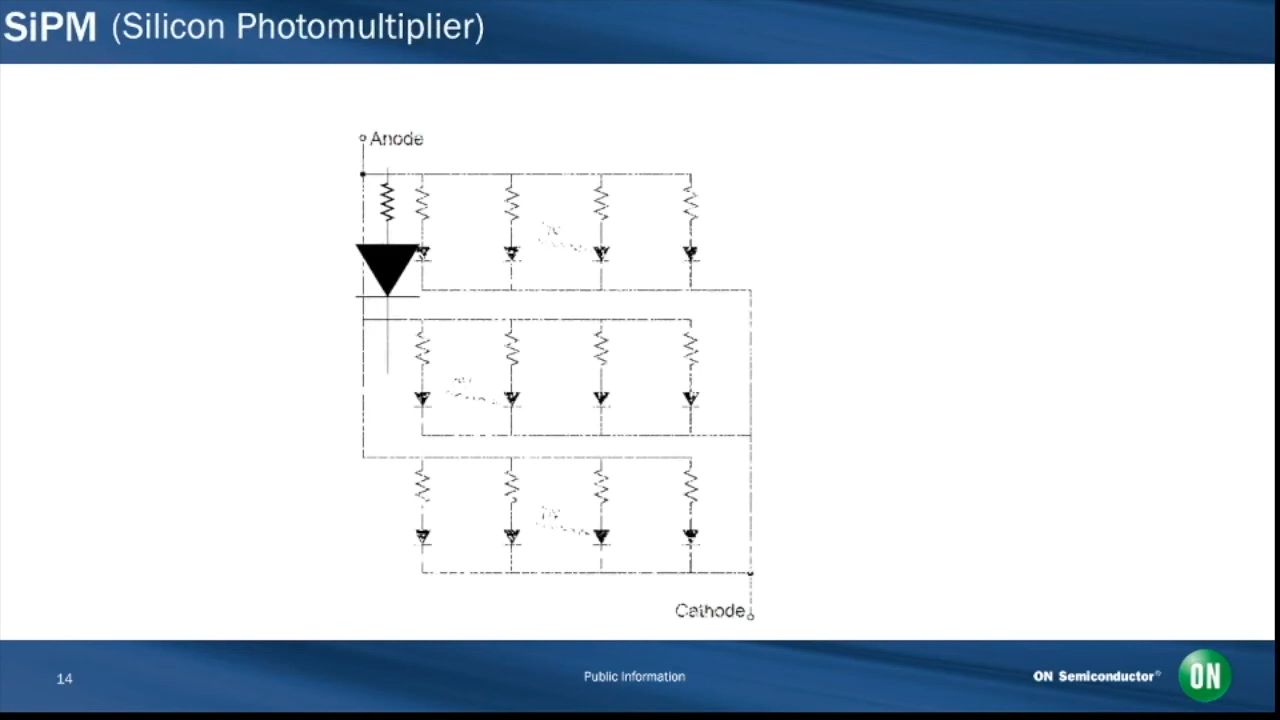 SiPM (Silicon Photomultiplier)
Anode
Cathode
14
Public Information
ON Semiconductor®
ON